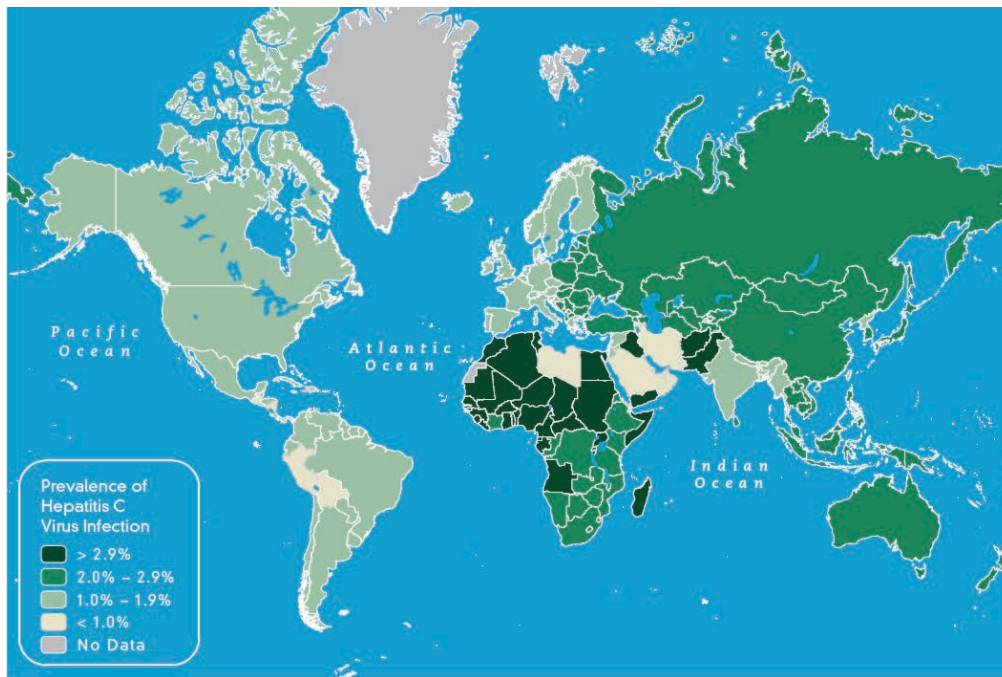 Pacific
Ocean
Atlantic
Ocean
Indian
Ocean
Prevalence of
Hepatitis C
Virus Infection
> 2.9%
2.0% – 2.9%
1.0% – 1.9%
< 1.0%
No Data